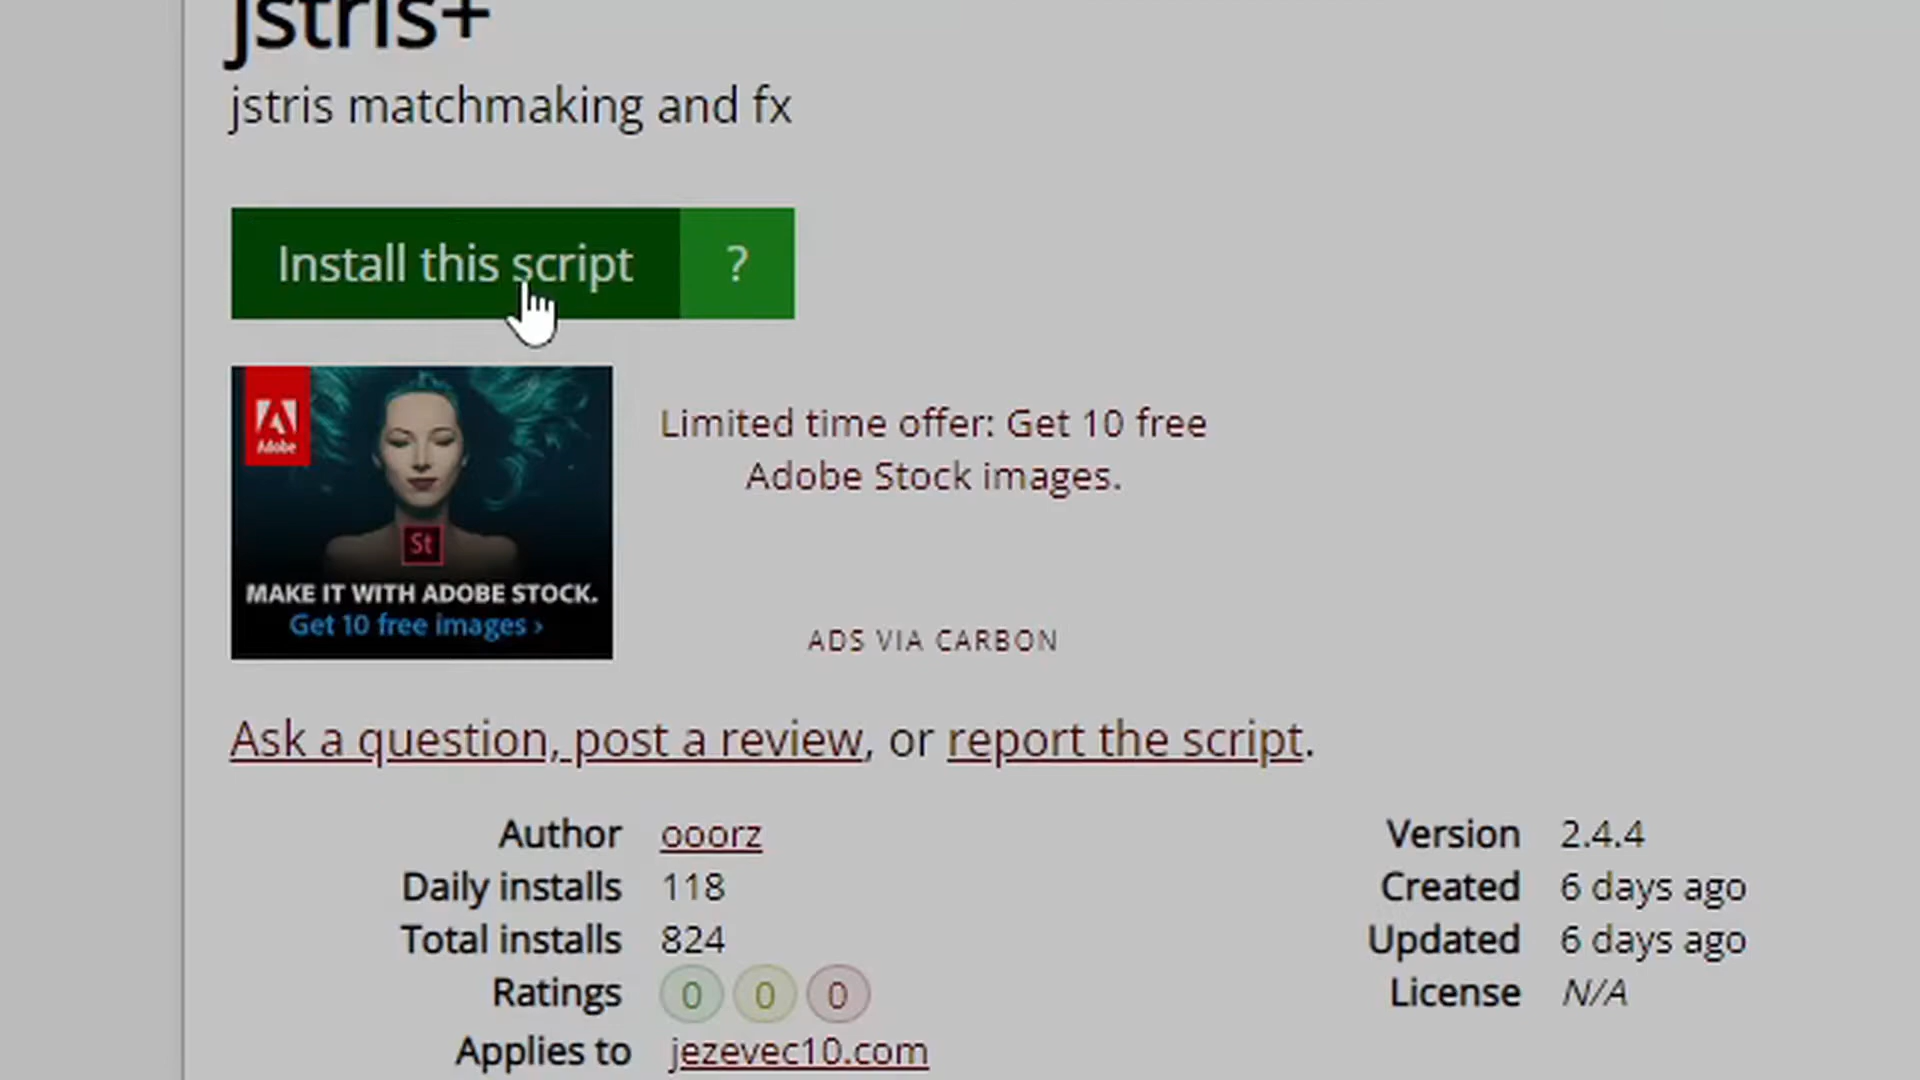 jstris+
jstris matchmaking and fx
Install this script ?
Adobe
St
MAKE IT WITH ADOBE STOCK.
Get 10 free images ›
Limited time offer: Get 10 free
Adobe Stock images.
ADS VIA CARBON
Ask a question, post a review, or report the script.
Author ooorz
Daily installs 118
Total installs 824
Ratings 0 0 0
Applies to jezevec10.com
Version 2.4.4
Created 6 days ago
Updated 6 days ago
License N/A